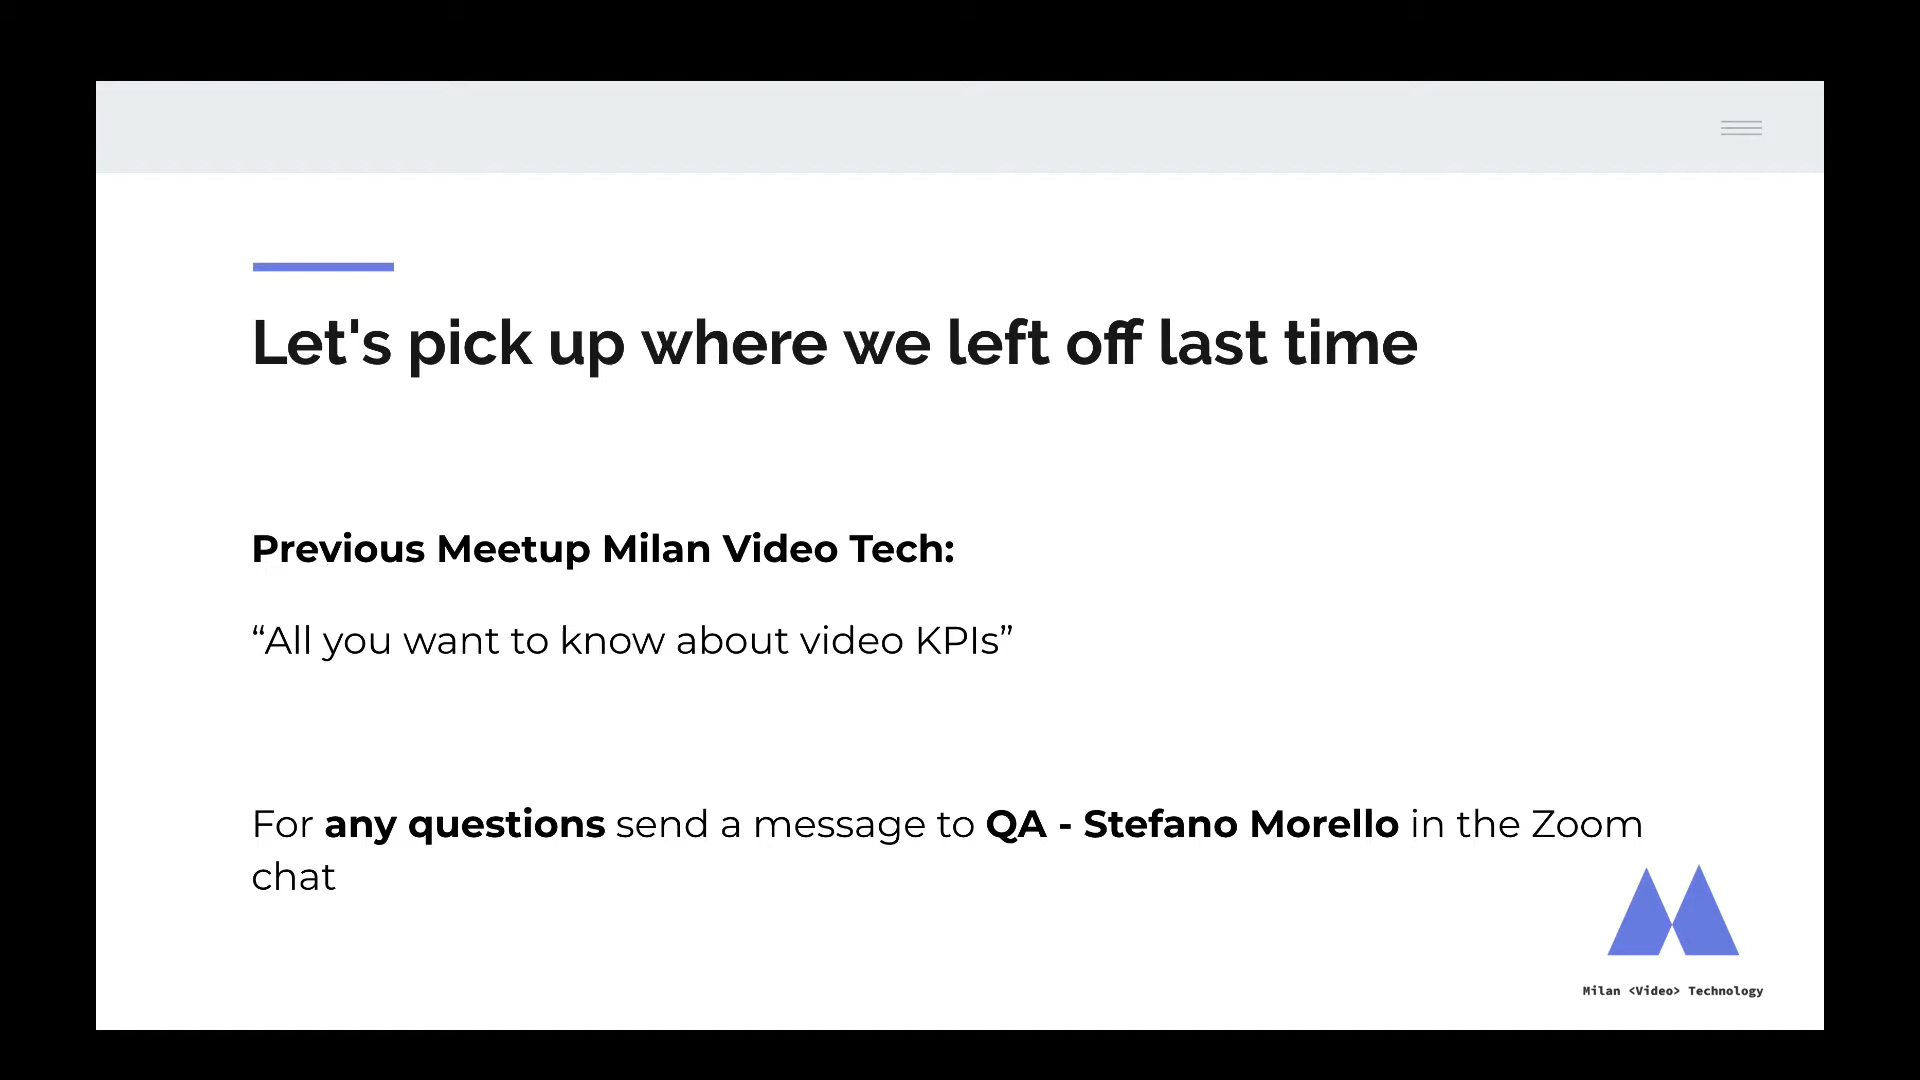 Let's pick up where we left off last time
Previous Meetup Milan Video Tech:
“All you want to know about video KPIs”
For any questions send a message to QA - Stefano Morello in the Zoom
chat
Milan <Video> Technology